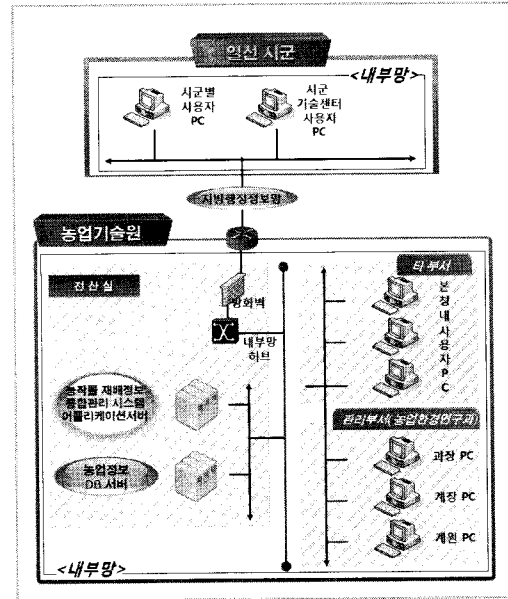 일선 시군
<내부망>
시군별
사용자
PC
시군
기술센터
사용자
PC
지방행정정보망
농업기술원
전산실
방화벽
내부망
허브
농작물 재배정보
통합관리 시스템
어플리케이션서버
농업정보
DB 서버
타 부서
본
청
내
사
용
자
P
C
관리부서(농업환경연구과)
과장 PC
계장 PC
계원 PC
<내부망>